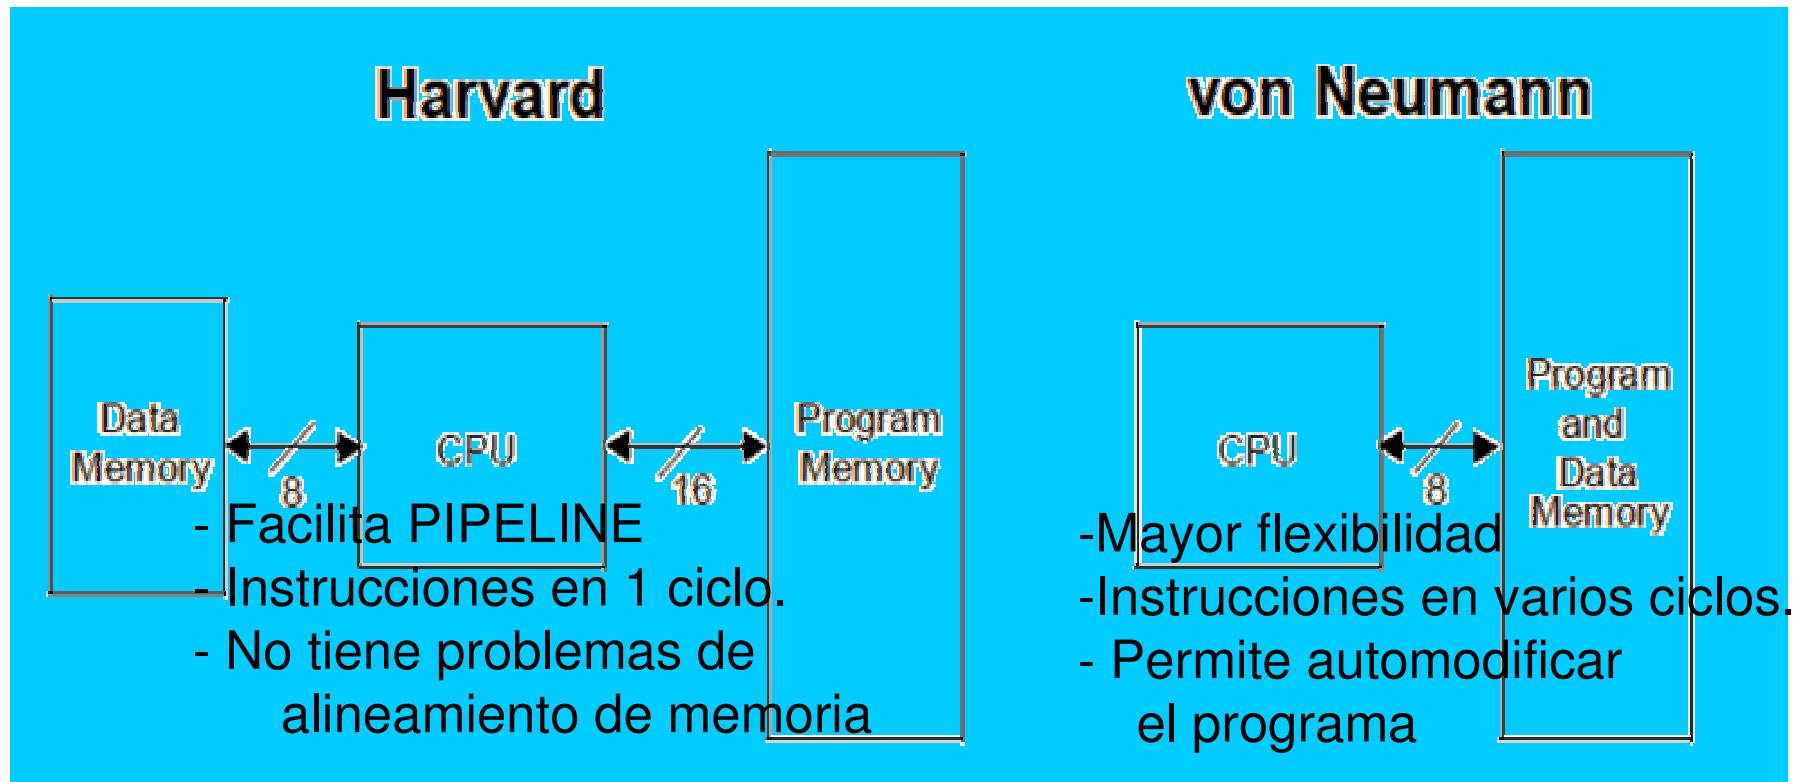 Harvard
Data
Memory
8
CPU
16
Program
Memory
- Facilita PIPELINE
- Instrucciones en 1 ciclo.
- No tiene problemas de
alineamiento de memoria
von Neumann
CPU
8
Program
and
Data
Memory
-Mayor flexibilidad
-Instrucciones en varios ciclos.
- Permite automodificar
el programa